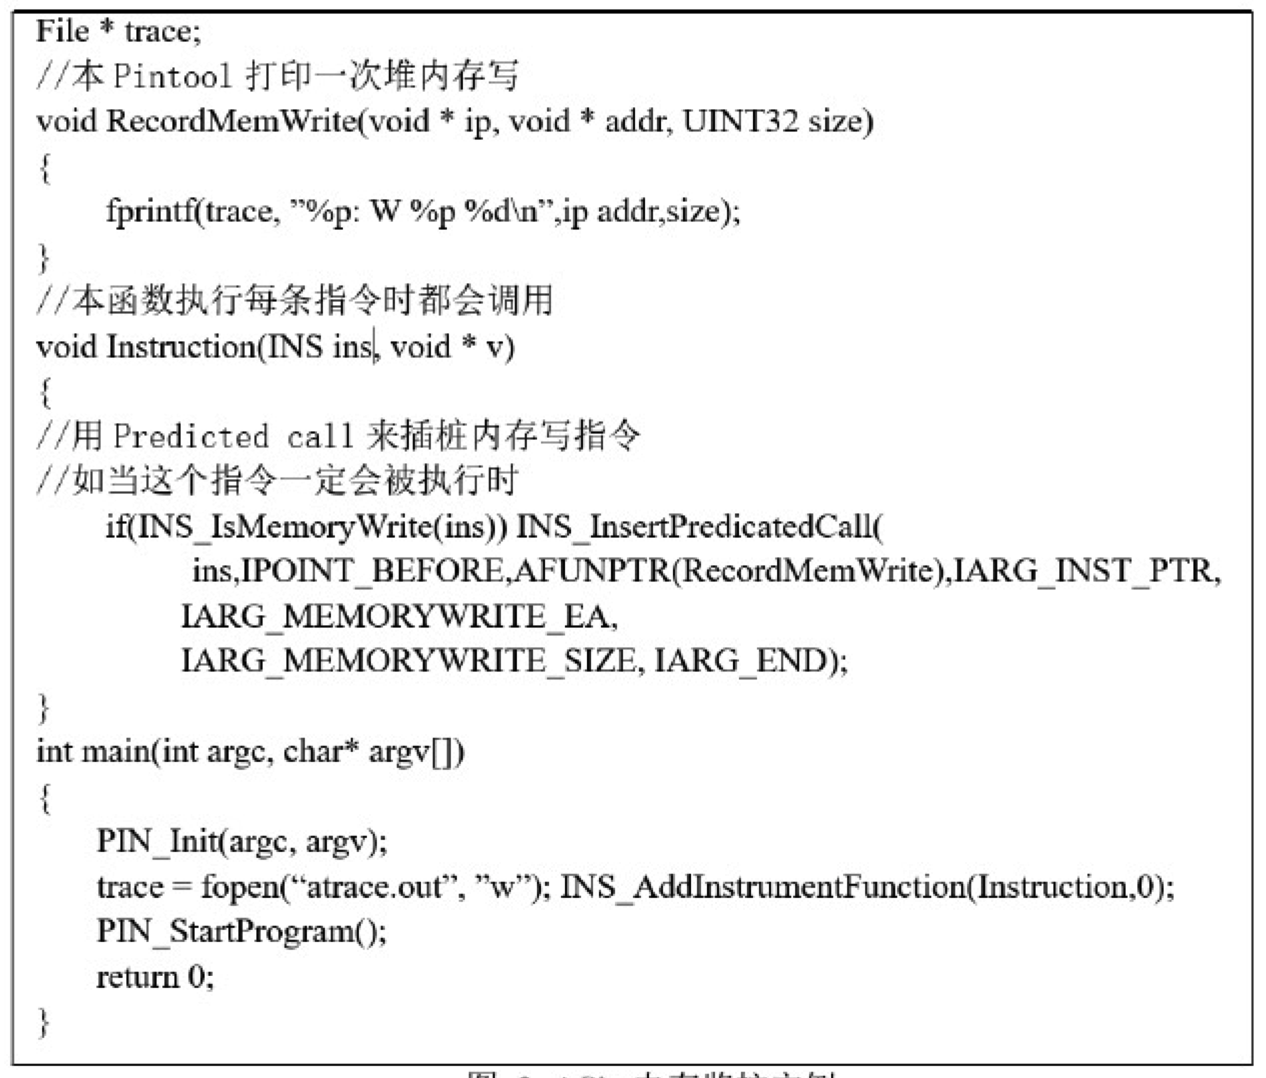 File * trace;
//本 Pintool 打印一次堆内存写
void RecordMemWrite(void * ip, void * addr, UINT32 size)
{
fprintf(trace, ”%p: W %p %d\n”,ip addr,size);
}
//本函数执行每条指令时都会调用
void Instruction(INS ins, void * v)
{
//用 Predicted call 来插桩内存写指令
//如当这个指令一定会被执行时
if(INS_IsMemoryWrite(ins)) INS_InsertPredicatedCall(
ins,IPOINT_BEFORE,AFUNPTR(RecordMemWrite),IARG_INST_PTR,
IARG_MEMORYWRITE_EA,
IARG_MEMORYWRITE_SIZE, IARG_END);
}
int main(int argc, char* argv[])
{
PIN_Init(argc, argv);
trace = fopen(“atrace.out”, ”w”); INS_AddInstrumentFunction(Instruction,0);
PIN_StartProgram();
return 0;
}